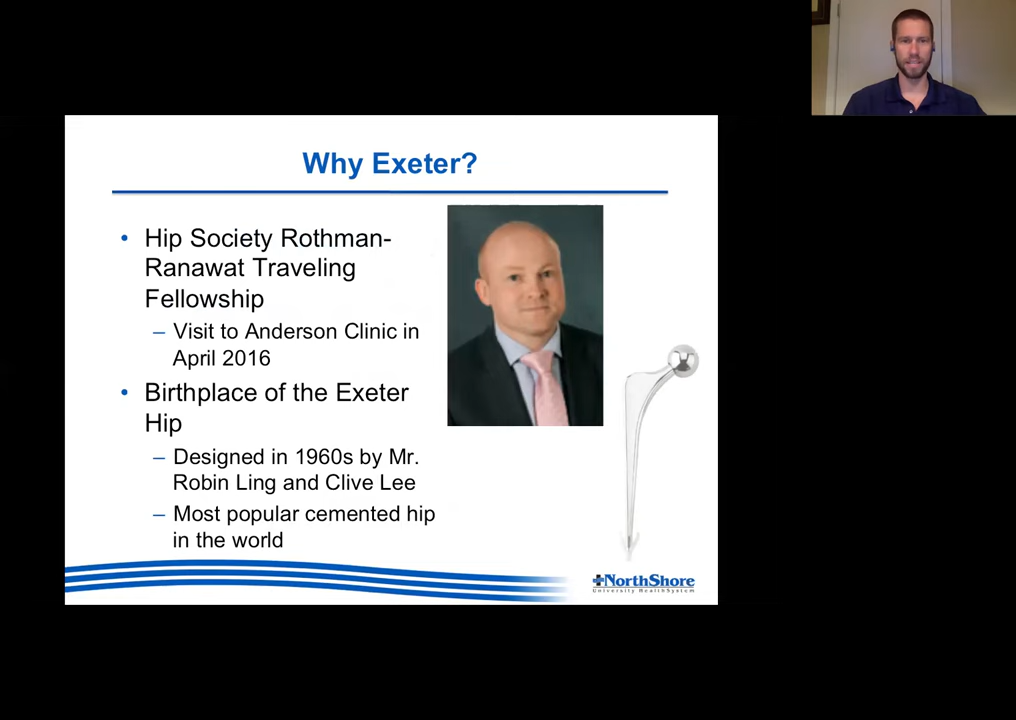 Why Exeter?
• Hip Society Rothman-
Ranawat Traveling
Fellowship
– Visit to Anderson Clinic in
April 2016
• Birthplace of the Exeter
Hip
– Designed in 1960s by Mr.
Robin Ling and Clive Lee
– Most popular cemented hip
in the world
NorthShore
University HealthSystem